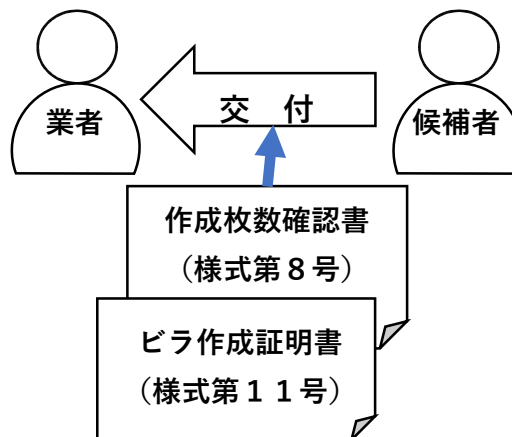 業者
交　付
候補者
作成枚数確認書
（様式第８号）
ビラ作成証明書
（様式第１１号）